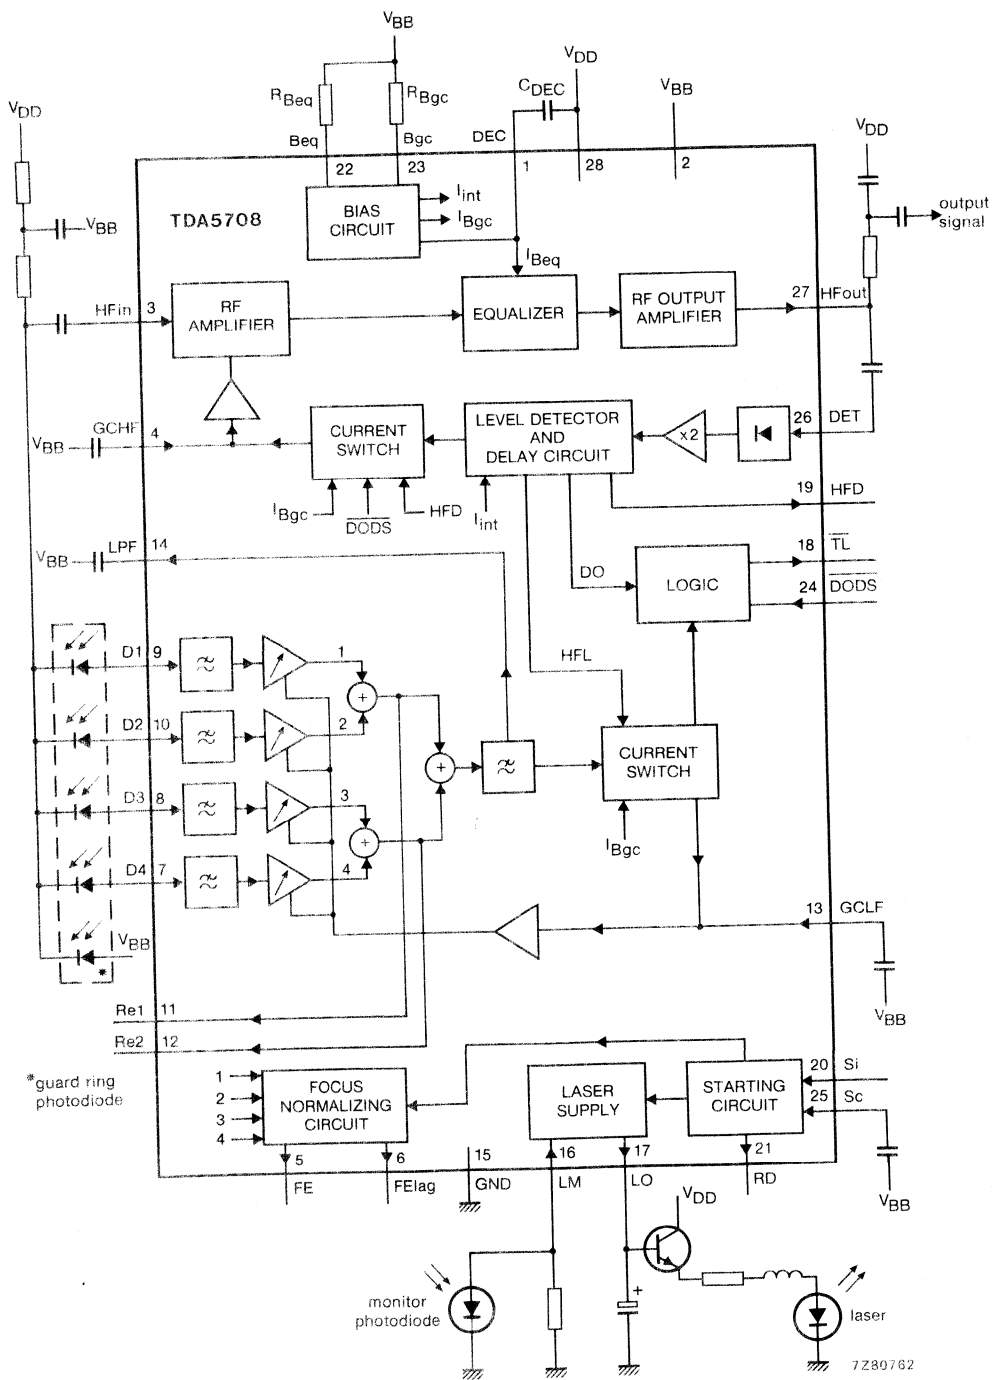 VBB
VDD
CDEC
VBB
RBeq
RBgc
VDD
VDD
Beq
Bgc
DEC
22
23
1
28
2
TDA5708
BIAS
CIRCUIT
Iint
IBgc
IBeq
VBB
output
signal
HFin
3
RF
AMPLIFIER
EQUALIZER
RF OUTPUT
AMPLIFIER
27
HFout
VBB
GCHF
4
CURRENT
SWITCH
LEVEL DETECTOR
AND
DELAY CIRCUIT
x2
26
DET
IBgc
D̅O̅D̅S̅
HFD
Iint
19
HFD
VBB
LPF
14
DO
LOGIC
18
T̅L̅
24
D̅O̅D̅S̅
HFL
D1
9
≈
1
+
D2
10
≈
2
+
≈
CURRENT
SWITCH
D3
8
≈
3
+
IBgc
D4
7
≈
4
13
GCLF
VBB
*
VBB
Re1
11
Re2
12
*guard ring
photodiode
1
2
3
4
FOCUS
NORMALIZING
CIRCUIT
LASER
SUPPLY
STARTING
CIRCUIT
20
Si
25
Sc
5
6
15
16
17
21
FE
FElag
GND
LM
LO
RD
VBB
VDD
monitor
photodiode
+
laser
7Z80762